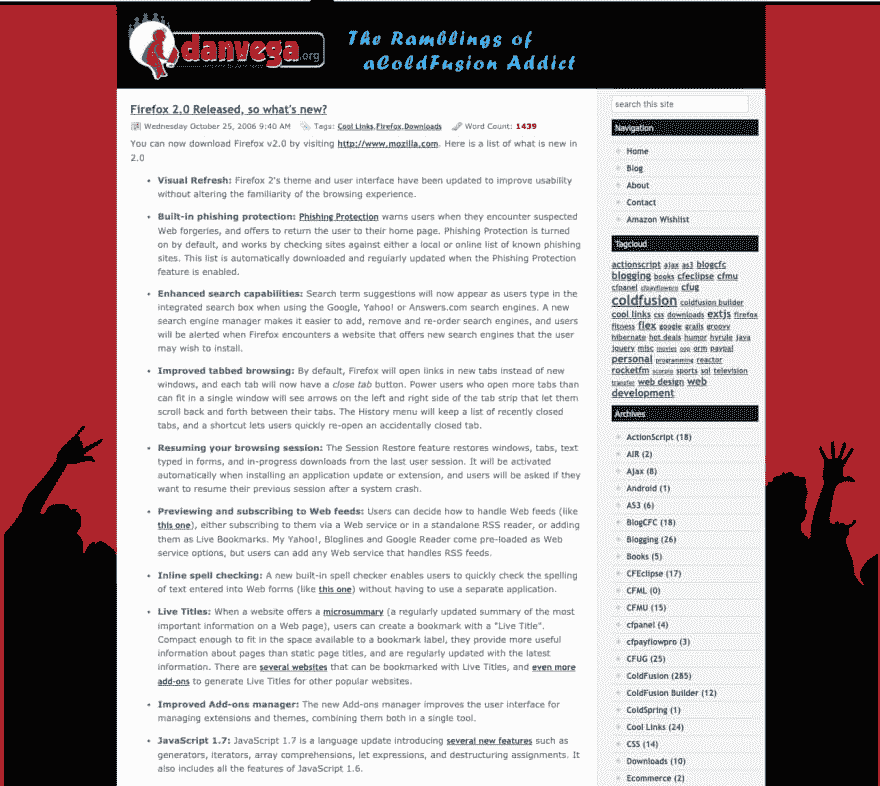 danvega.org
The Ramblings of
aColdFusion Addict
Firefox 2.0 Released, so what's new?
Wednesday October 25, 2006 9:40 AM Tags: Cool Links,Firefox,Downloads Word Count: 1439
You can now download Firefox v2.0 by visiting http://www.mozilla.com. Here is a list of what is new in
2.0
• Visual Refresh: Firefox 2's theme and user interface have been updated to improve usability
without altering the familiarity of the browsing experience.
• Built-in phishing protection: Phishing Protection warns users when they encounter suspected
Web forgeries, and offers to return the user to their home page. Phishing Protection is turned
on by default, and works by checking sites against either a local or online list of known phishing
sites. This list is automatically downloaded and regularly updated when the Phishing Protection
feature is enabled.
• Enhanced search capabilities: Search term suggestions will now appear as users type in the
integrated search box when using the Google, Yahoo! or Answers.com search engines. A new
search engine manager makes it easier to add, remove and re-order search engines, and users
will be alerted when Firefox encounters a website that offers new search engines that the user
may wish to install.
• Improved tabbed browsing: By default, Firefox will open links in new tabs instead of new
windows, and each tab will now have a close tab button. Power users who open more tabs than
can fit in a single window will see arrows on the left and right side of the tab strip that let them
scroll back and forth between their tabs. The History menu will keep a list of recently closed
tabs, and a shortcut lets users quickly re-open an accidentally closed tab.
• Resuming your browsing session: The Session Restore feature restores windows, tabs, text
typed in forms, and in-progress downloads from the last user session. It will be activated
automatically when installing an application update or extension, and users will be asked if they
want to resume their previous session after a system crash.
• Previewing and subscribing to Web feeds: Users can decide how to handle Web feeds (like
this one), either subscribing to them via a Web service or in a standalone RSS reader, or adding
them as Live Bookmarks. My Yahoo!, Bloglines and Google Reader come pre-loaded as Web
service options, but users can add any Web service that handles RSS feeds.
• Inline spell checking: A new built-in spell checker enables users to quickly check the spelling
of text entered into Web forms (like this one) without having to use a separate application.
• Live Titles: When a website offers a microsummary (a regularly updated summary of the most
important information on a Web page), users can create a bookmark with a "Live Title".
Compact enough to fit in the space available to a bookmark label, they provide more useful
information about pages than static page titles, and are regularly updated with the latest
information. There are several websites that can be bookmarked with Live Titles, and even more
add-ons to generate Live Titles for other popular websites.
• Improved Add-ons manager: The new Add-ons manager improves the user interface for
managing extensions and themes, combining them both in a single tool.
• JavaScript 1.7: JavaScript 1.7 is a language update introducing several new features such as
generators, iterators, array comprehensions, let expressions, and destructuring assignments. It
also includes all the features of JavaScript 1.6.
search this site
Navigation
Home
Blog
About
Contact
Amazon Wishlist
Tagcloud
actionscript ajax as3 blogcfc
blogging books cfeclipse cfmu
cfpanel cfpayflowpro cfug
coldfusion coldfusion builder
cool links css downloads extjs firefox
fitness flex google grails groovy
hibernate hot deals humor hyrule java
jquery misc movies oop orm paypal
personal programming reactor
rocketfm scorpio sports sql television
transfer web design web
development
Archives
ActionScript (18)
AIR (2)
Ajax (8)
Android (1)
AS3 (6)
BlogCFC (18)
Blogging (26)
Books (5)
CFEclipse (17)
CFML (0)
CFMU (15)
cfpanel (4)
cfpayflowpro (3)
CFUG (25)
ColdFusion (285)
ColdFusion Builder (12)
ColdSpring (1)
Cool Links (24)
CSS (14)
Downloads (10)
Ecommerce (2)